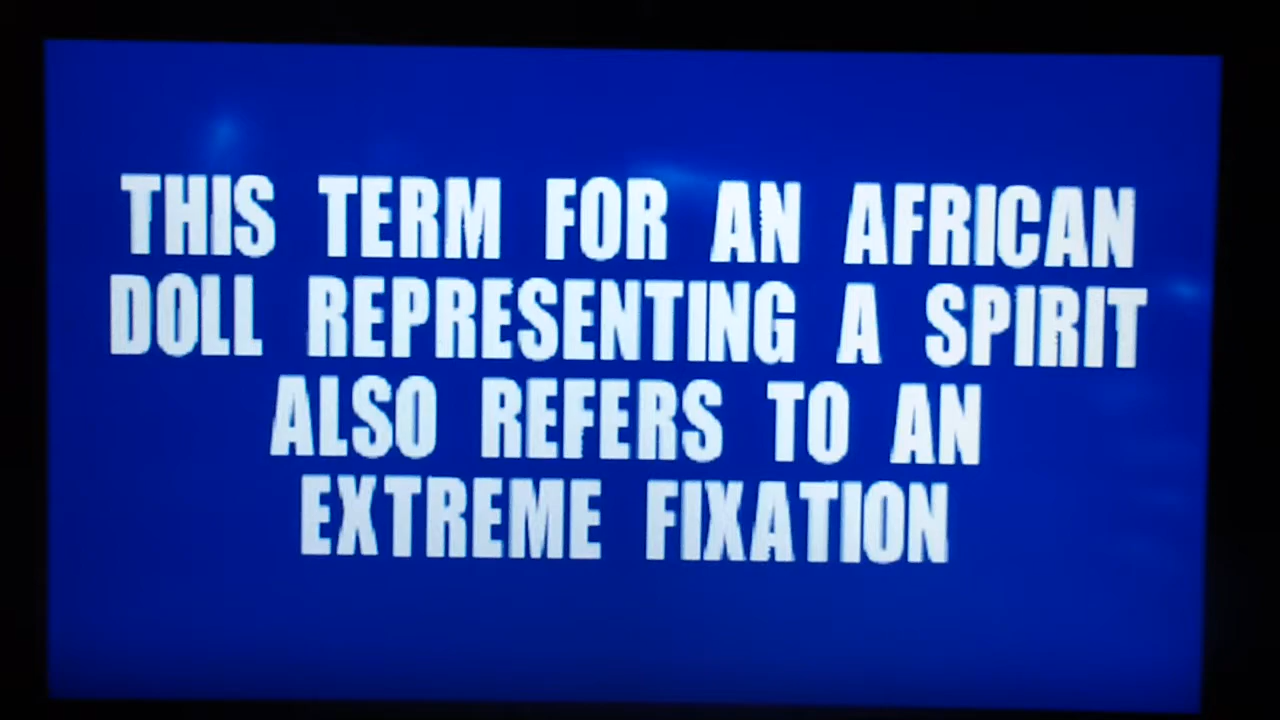 THIS TERM FOR AN AFRICAN
DOLL REPRESENTING A SPIRIT
ALSO REFERS TO AN
EXTREME FIXATION